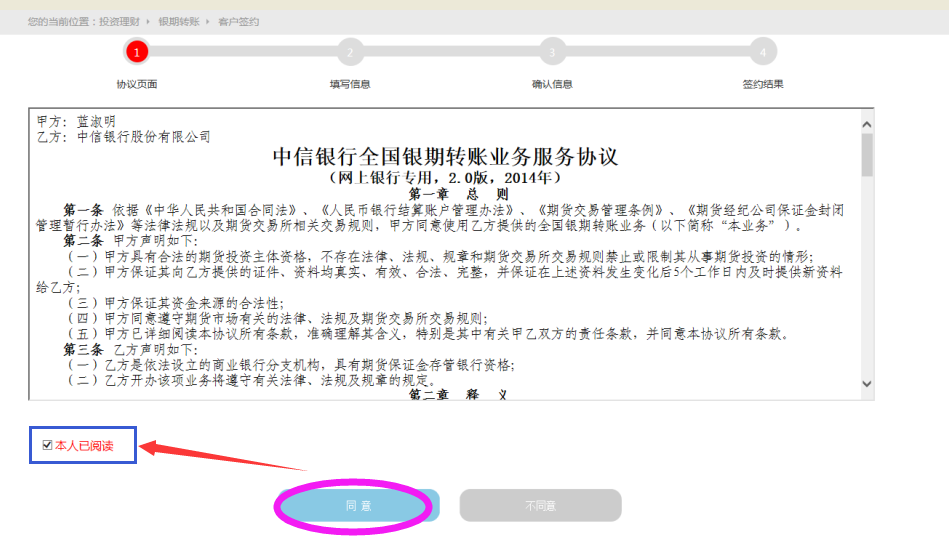 您的当前位置：投资理财 ▸ 银期转账 ▸ 客户签约
1 2 3 4
协议页面 填写信息 确认信息 签约结果
甲方: 蓝淑明
乙方: 中信银行股份有限公司
中信银行全国银期转账业务服务协议
（网上银行专用，2.0版，2014年）
第一章 总 则
第一条 依据《中华人民共和国合同法》、《人民币银行结算账户管理办法》、《期货交易管理条例》、《期货经纪公司保证金封闭
管理暂行办法》等法律法规以及期货交易所相关交易规则，甲方同意使用乙方提供的全国银期转账业务（以下简称“本业务”）。
第二条 甲方声明如下:
（一）甲方具有合法的期货投资主体资格，不存在法律、法规、规章和期货交易所交易规则禁止或限制其从事期货投资的情形;
（二）甲方保证其向乙方提供的证件、资料均真实、有效、合法、完整，并保证在上述资料发生变化后5个工作日内及时提供新资料
给乙方;
（三）甲方保证其资金来源的合法性;
（四）甲方同意遵守期货市场有关的法律、法规及期货交易所交易规则;
（五）甲方已详细阅读本协议所有条款，准确理解其含义，特别是其中有关甲乙双方的责任条款，并同意本协议所有条款。
第三条 乙方声明如下:
（一）乙方是依法设立的商业银行分支机构，具有期货保证金存管银行资格;
（二）乙方开办该项业务将遵守有关法律、法规及规章的规定。
第二章 释 义
本人已阅读
同意 不同意